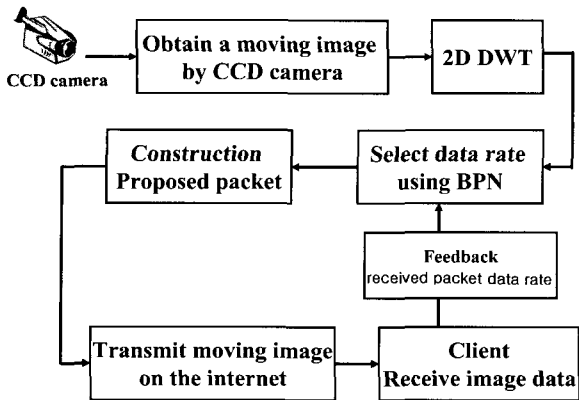 CCD camera
Obtain a moving image
by CCD camera
2D DWT
Select data rate
using BPN
Construction
Proposed packet
Feedback
received packet data rate
Transmit moving image
on the internet
Client
Receive image data